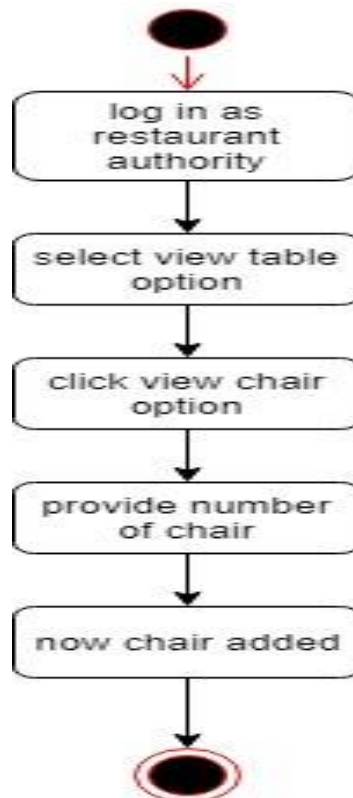 log in as
restaurant
authority
select view table
option
click view chair
option
provide number
of chair
now chair added